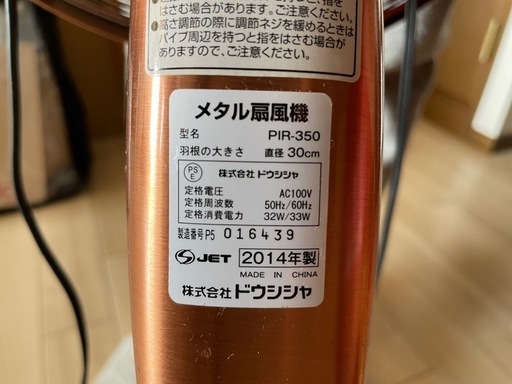 はさむ場合があります。ご注意ください。
●高さ調節の際に調節ネジを緩めるときは
パイプ周辺を持つと指をはさむ場合が
ありますので、ご注意ください。
メタル扇風機
型名 PIR-350
羽根の大きさ 直径 30cm
PS
E
株式会社 ドウシシャ
定格電圧 AC100V
定格周波数 50Hz/60Hz
定格消費電力 32W/33W
製造番号 P5 016439
S JET 2014年製
MADE IN CHINA
株式会社ドウシシャ